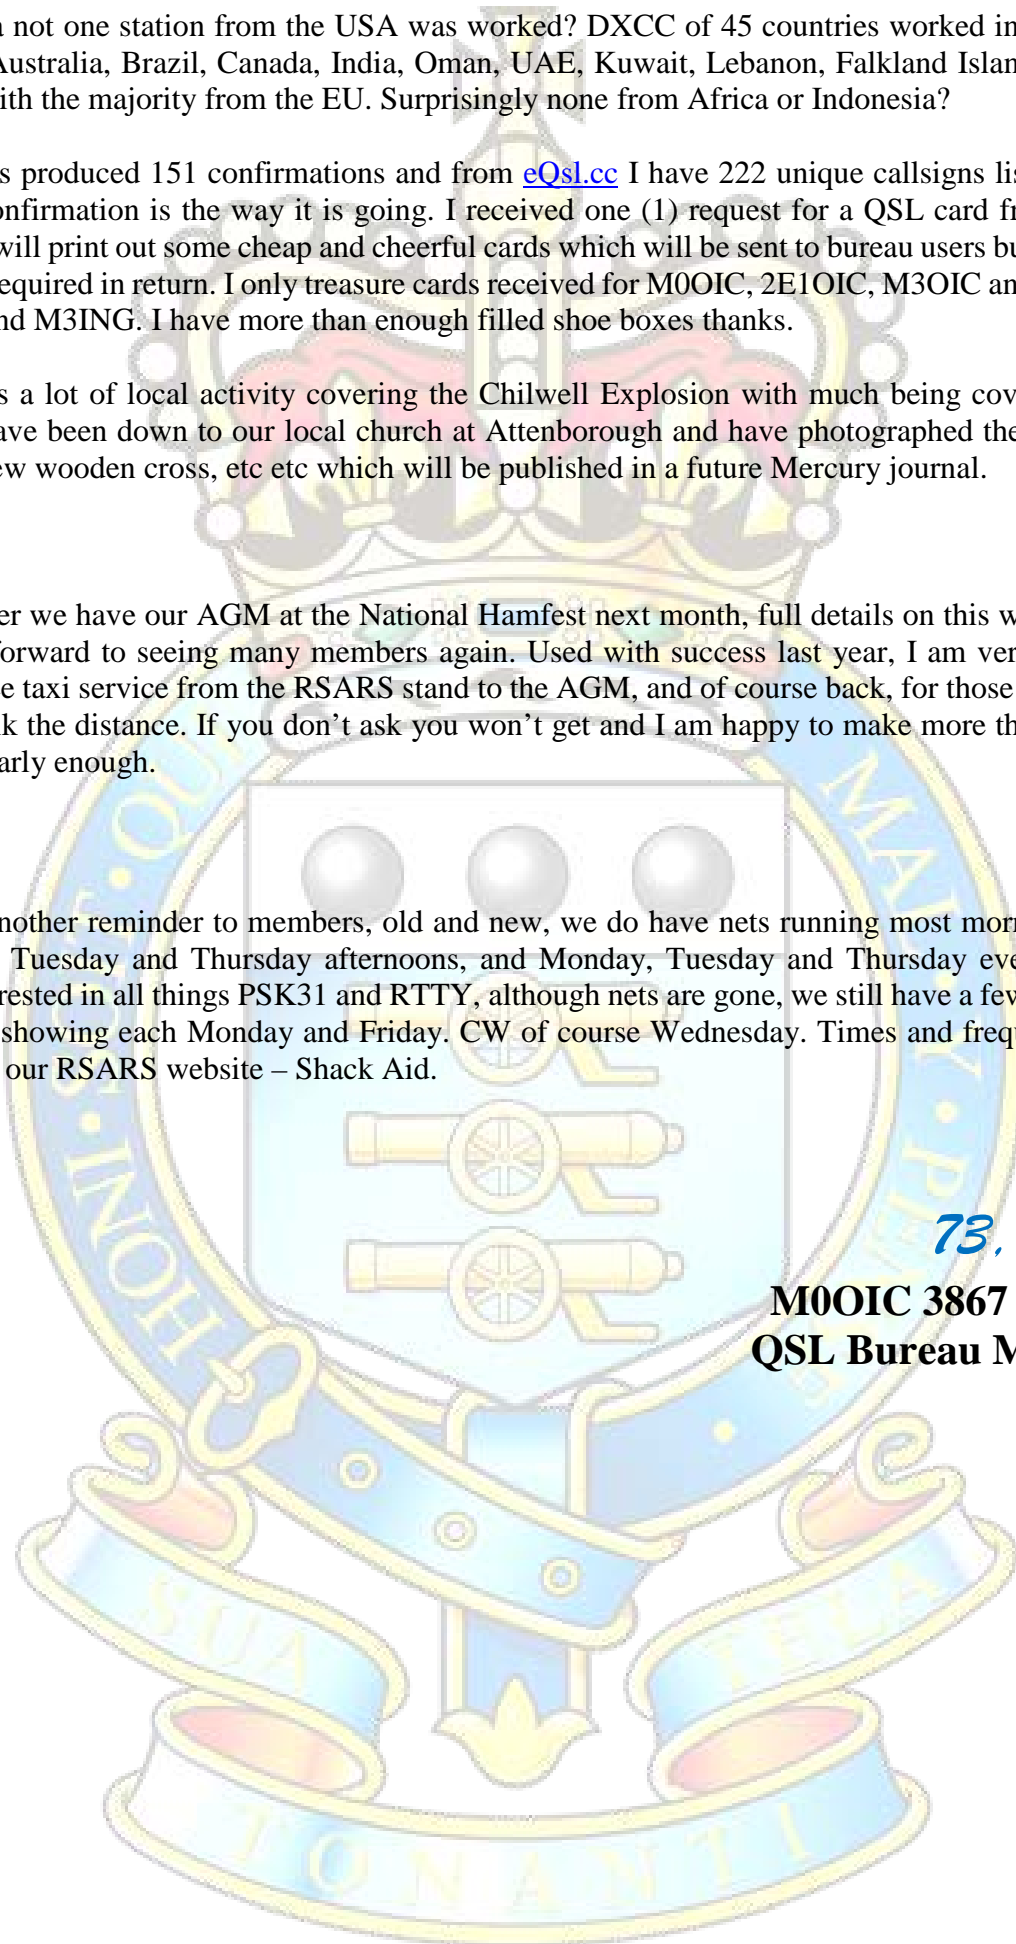 not one station from the USA was worked? DXCC of 45 countries worked in
Australia, Brazil, Canada, India, Oman, UAE, Kuwait, Lebanon, Falkland Islan
ith the majority from the EU. Surprisingly none from Africa or Indonesia?
s produced 151 confirmations and from eQsl.cc I have 222 unique callsigns lis
onfirmation is the way it is going. I received one (1) request for a QSL card fr
will print out some cheap and cheerful cards which will be sent to bureau users bu
equired in return. I only treasure cards received for M0OIC, 2E1OIC, M3OIC an
nd M3ING. I have more than enough filled shoe boxes thanks.
s a lot of local activity covering the Chilwell Explosion with much being cov
ave been down to our local church at Attenborough and have photographed the
ew wooden cross, etc etc which will be published in a future Mercury journal.
er we have our AGM at the National Hamfest next month, full details on this w
forward to seeing many members again. Used with success last year, I am ver
e taxi service from the RSARS stand to the AGM, and of course back, for those
lk the distance. If you don’t ask you won’t get and I am happy to make more th
arly enough.
nother reminder to members, old and new, we do have nets running most morn
Tuesday and Thursday afternoons, and Monday, Tuesday and Thursday eve
rested in all things PSK31 and RTTY, although nets are gone, we still have a few
showing each Monday and Friday. CW of course Wednesday. Times and frequ
our RSARS website – Shack Aid.
73,
M0OIC 3867
QSL Bureau M
HONI · SOIT · QUI MAL · Y · PENSE
SUA TELA
TONANTI